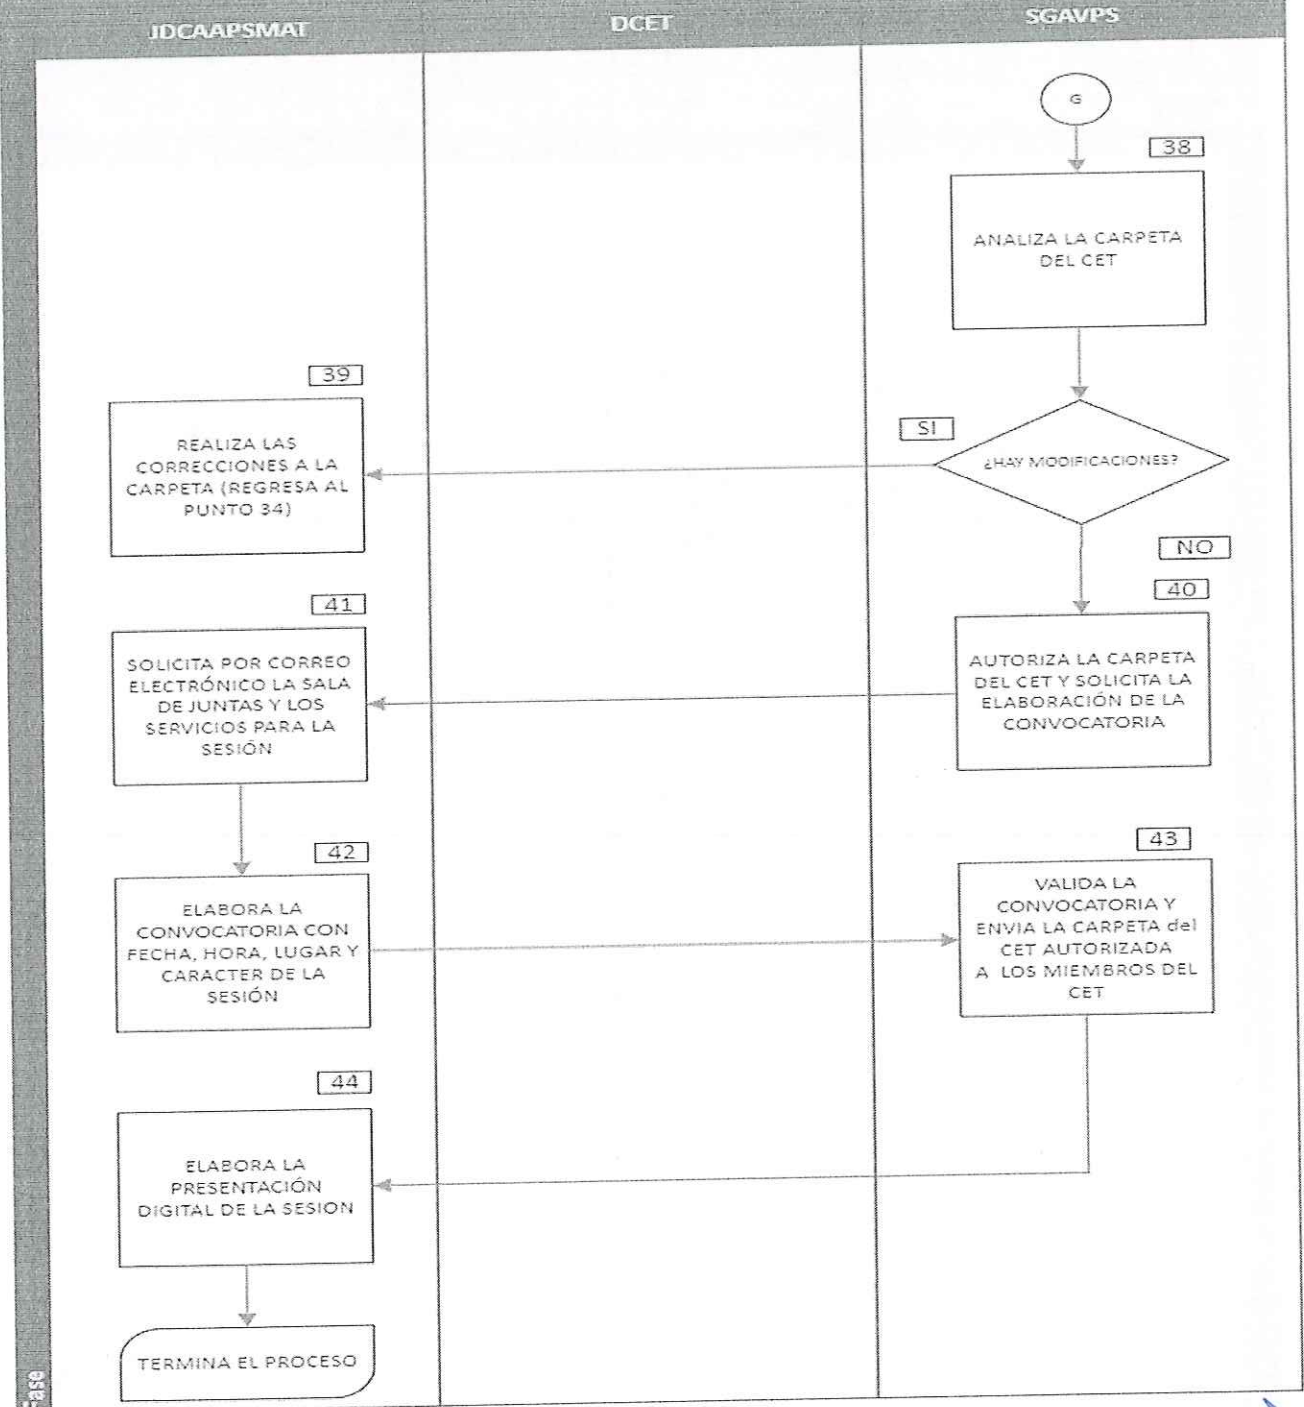 JDCAAPSMAT
DCET
SGAVPS
G
38
ANALIZA LA CARPETA
DEL CET
39
REALIZA LAS
CORRECCIONES A LA
CARPETA (REGRESA AL
PUNTO 34)
SI
¿HAY MODIFICACIONES?
NO
40
AUTORIZA LA CARPETA
DEL CET Y SOLICITA LA
ELABORACIÓN DE LA
CONVOCATORIA
41
SOLICITA POR CORREO
ELECTRÓNICO LA SALA
DE JUNTAS Y LOS
SERVICIOS PARA LA
SESIÓN
42
ELABORA LA
CONVOCATORIA CON
FECHA, HORA, LUGAR Y
CARACTER DE LA
SESIÓN
43
VALIDA LA
CONVOCATORIA Y
ENVIA LA CARPETA del
CET AUTORIZADA
A LOS MIEMBROS DEL
CET
44
ELABORA LA
PRESENTACIÓN
DIGITAL DE LA SESION
TERMINA EL PROCESO
Fase